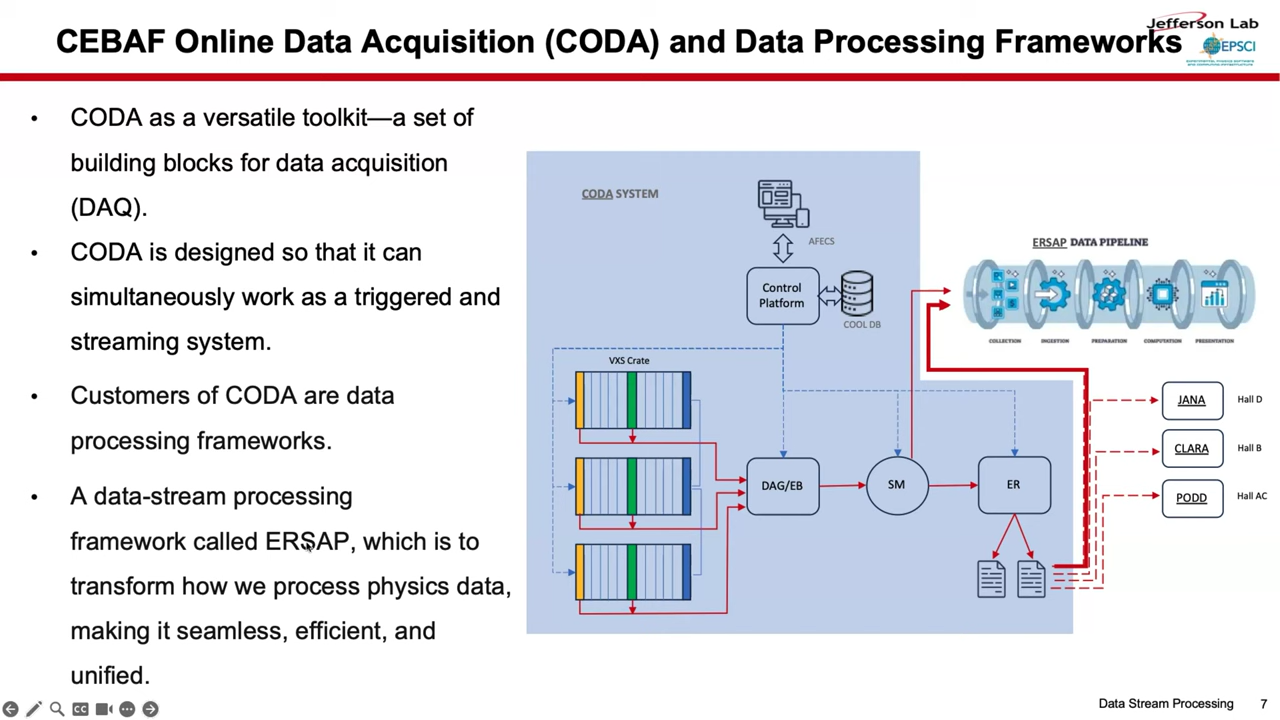 Jefferson Lab
EPSCI
CEBAF Online Data Acquisition (CODA) and Data Processing Frameworks
• CODA as a versatile toolkit—a set of
building blocks for data acquisition
(DAQ).
• CODA is designed so that it can
simultaneously work as a triggered and
streaming system.
• Customers of CODA are data
processing frameworks.
• A data-stream processing
framework called ERSAP, which is to
transform how we process physics data,
making it seamless, efficient, and
unified.
CODA SYSTEM
AFECS
Control
Platform
COOL DB
VXS Crate
DAG/EB
SM
ER
ERSAP DATA PIPELINE
COLLECTION
INGESTION
PREPARATION
COMPUTATION
PRESENTATION
JANA
Hall D
CLARA
Hall B
PODD
Hall AC
CC
Data Stream Processing
7